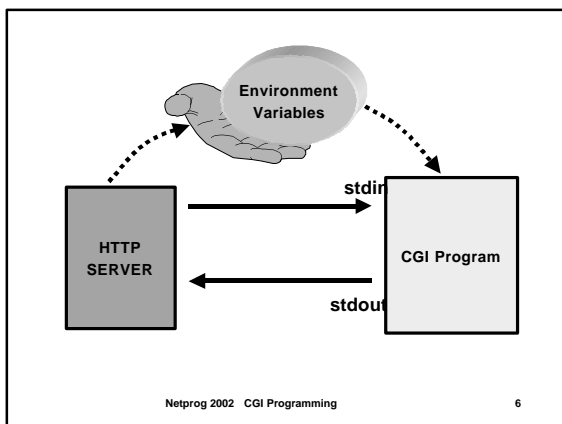 Environment
Variables
stdin
HTTP
SERVER
CGI Program
stdout
Netprog 2002 CGI Programming 6